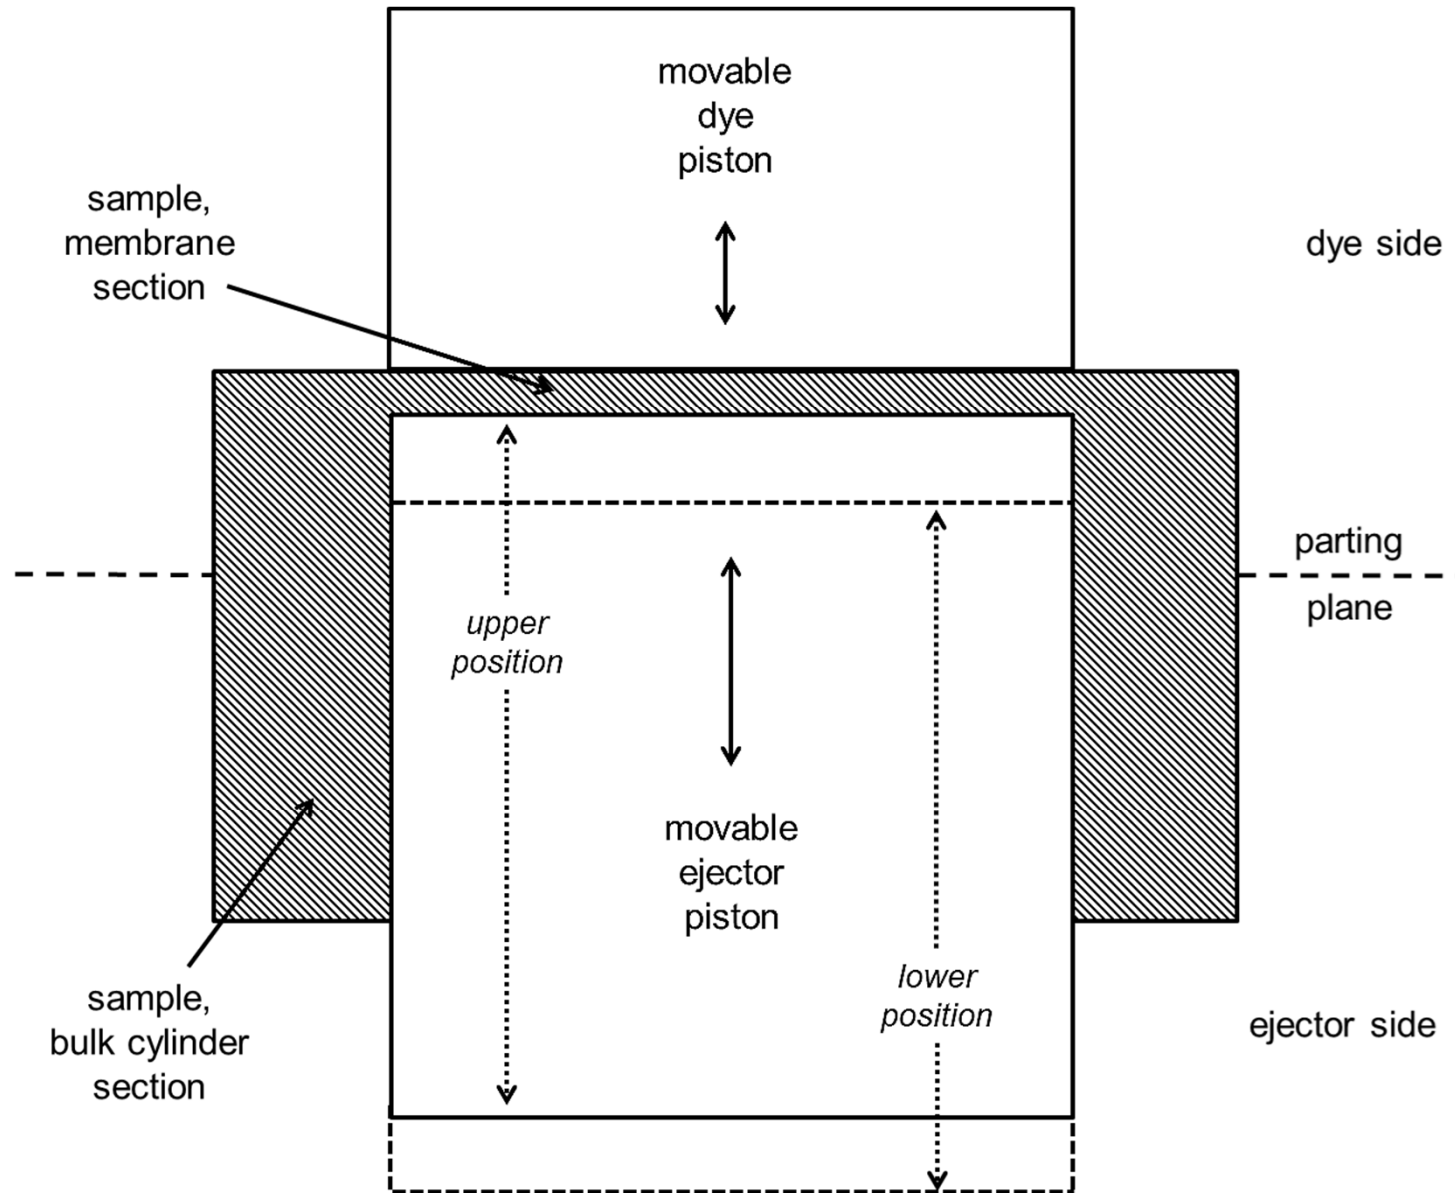 movable
dye
piston
sample,
membrane
section
dye side
parting
plane
upper
position
movable
ejector
piston
lower
position
sample,
bulk cylinder
section
ejector side